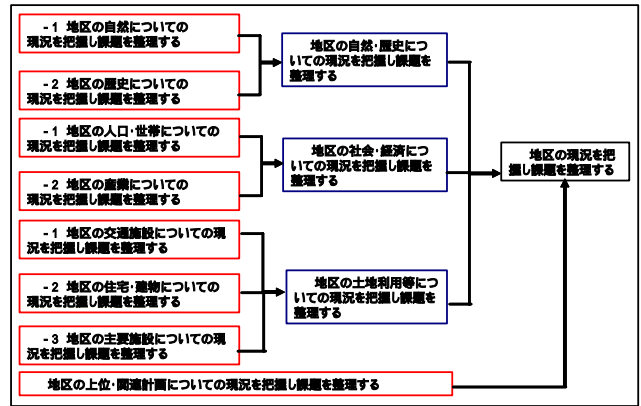 -1 地区の自然についての
現況を把握し課題を整理する
-2 地区の歴史についての
現況を把握し課題を整理する
地区の自然・歴史につ
いての現況を把握し課題を
整理する
-1 地区の人口・世帯についての
現況を把握し課題を整理する
-2 地区の産業についての
現況を把握し課題を整理する
地区の社会・経済につ
いての現況を把握し課題を
整理する
-1 地区の交通施設についての現
況を把握し課題を整理する
-2 地区の住宅・建物についての
現況を把握し課題を整理する
-3 地区の主要施設についての現
況を把握し課題を整理する
地区の土地利用等に
ついての現況を把握し課題を
整理する
地区の現況を把
握し課題を整理する
地区の上位・関連計画についての現況を把握し課題を整理する